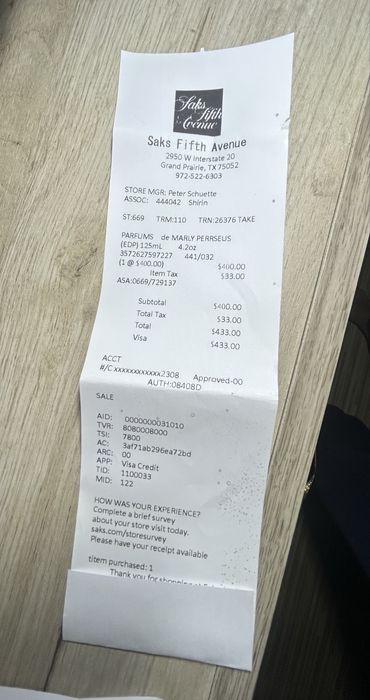 Saks
Fifth
Avenue
Saks Fifth Avenue
2950 W Interstate 20
Grand Prairie, TX 75052
972-522-6303
STORE MGR: Peter Schuette
ASSOC: 444042 Shirin
ST:669 TRM:110 TRN:26376 TAKE
PARFUMS de MARLY PERRSEUS
(EDP) 125mL 4.2oz
3572627597227 441/032
(1 @ $400.00) $400.00
Item Tax $33.00
ASA:0669/729137
Subtotal $400.00
Total Tax $33.00
Total $433.00
Visa $433.00
ACCT
#/C xxxxxxxxxxxx2308 Approved-00
AUTH:08408D
SALE
AID: 0000000031010
TVR: 8080008000
TSI: 7800
AC: 3af71ab296ea72bd
ARC: 00
APP: Visa Credit
TID: 1100033
MID: 122
HOW WAS YOUR EXPERIENCE?
Complete a brief survey
about your store visit today.
saks.com/storesurvey
Please have your receipt available
titem purchased: 1
Thank you for